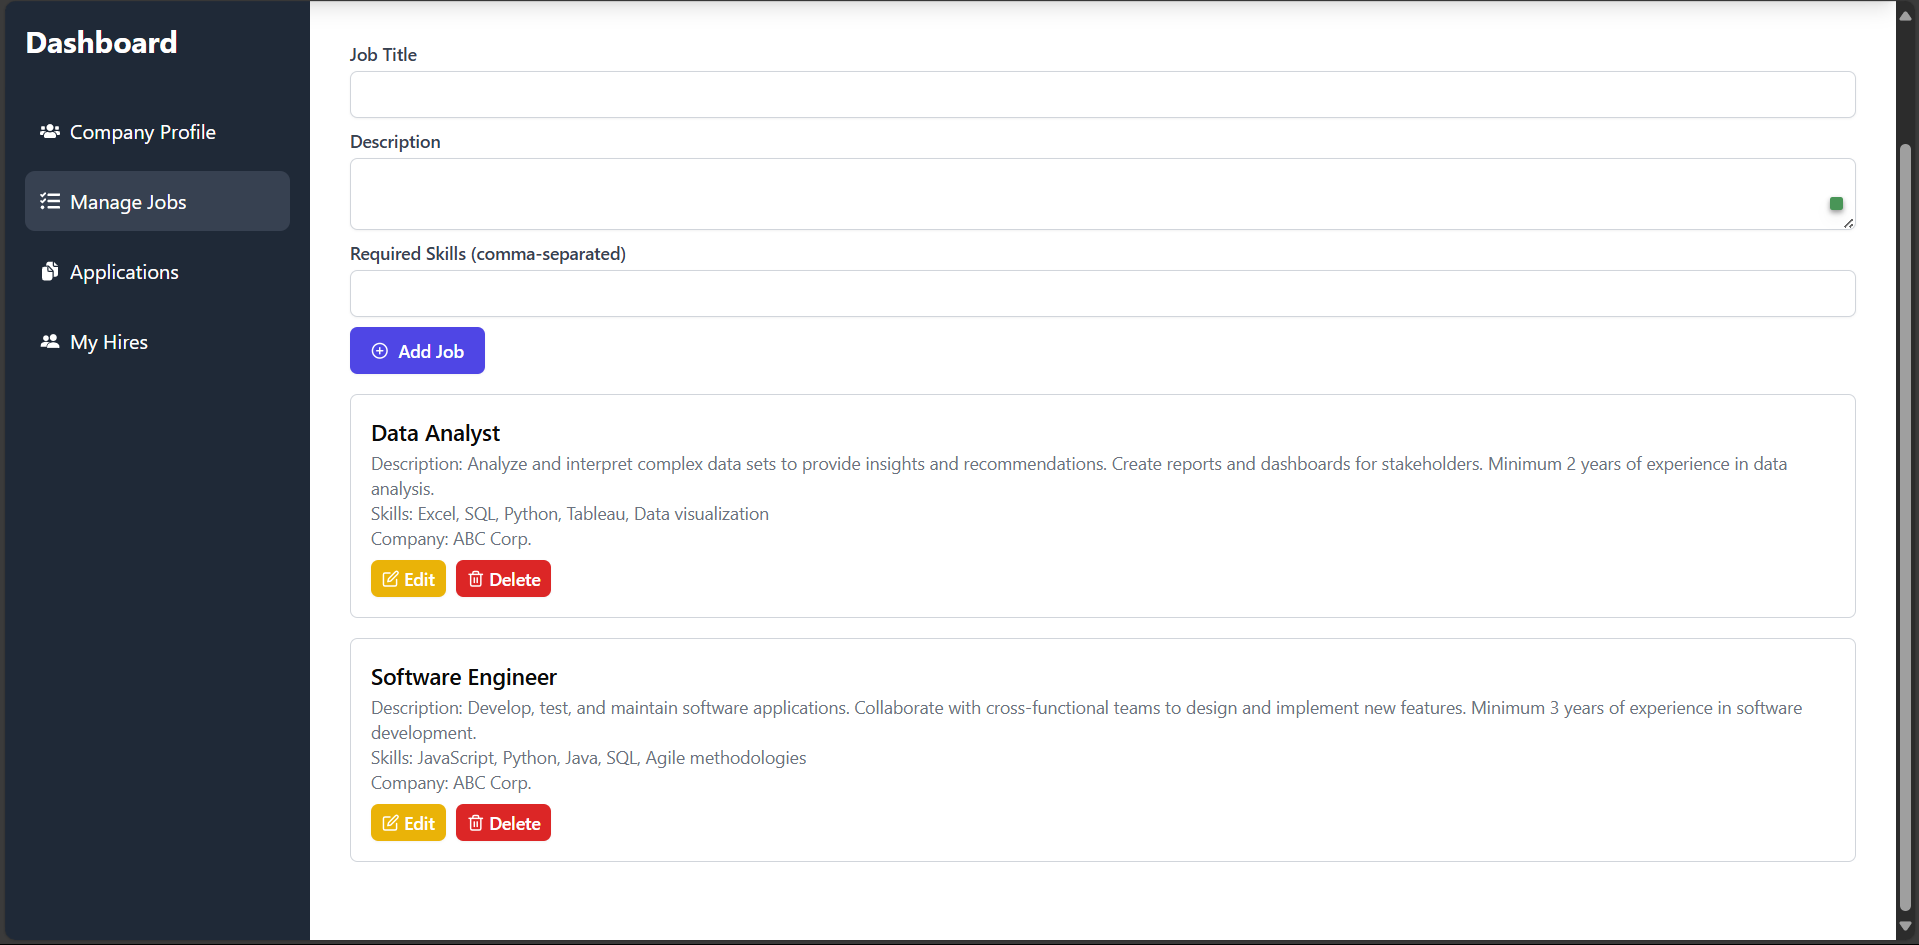 Dashboard
Company Profile
Manage Jobs
Applications
My Hires
Job Title
Description
Required Skills (comma-separated)
Add Job
Data Analyst
Description: Analyze and interpret complex data sets to provide insights and recommendations. Create reports and dashboards for stakeholders. Minimum 2 years of experience in data
analysis.
Skills: Excel, SQL, Python, Tableau, Data visualization
Company: ABC Corp.
Edit Delete
Software Engineer
Description: Develop, test, and maintain software applications. Collaborate with cross-functional teams to design and implement new features. Minimum 3 years of experience in software
development.
Skills: JavaScript, Python, Java, SQL, Agile methodologies
Company: ABC Corp.
Edit Delete